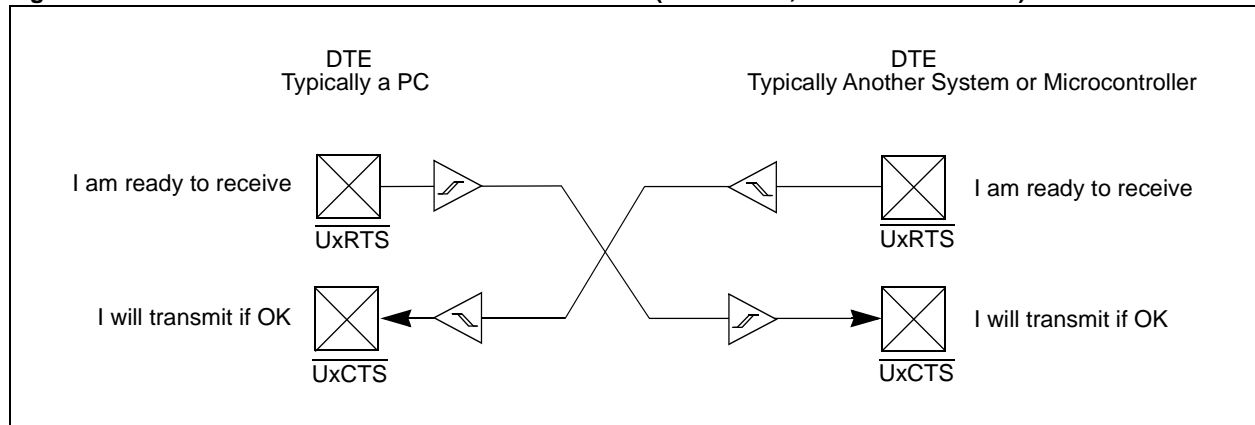 DTE
Typically a PC
DTE
Typically Another System or Microcontroller
I am ready to receive
I am ready to receive
UxRTS
UxRTS
I will transmit if OK
I will transmit if OK
UxCTS
UxCTS